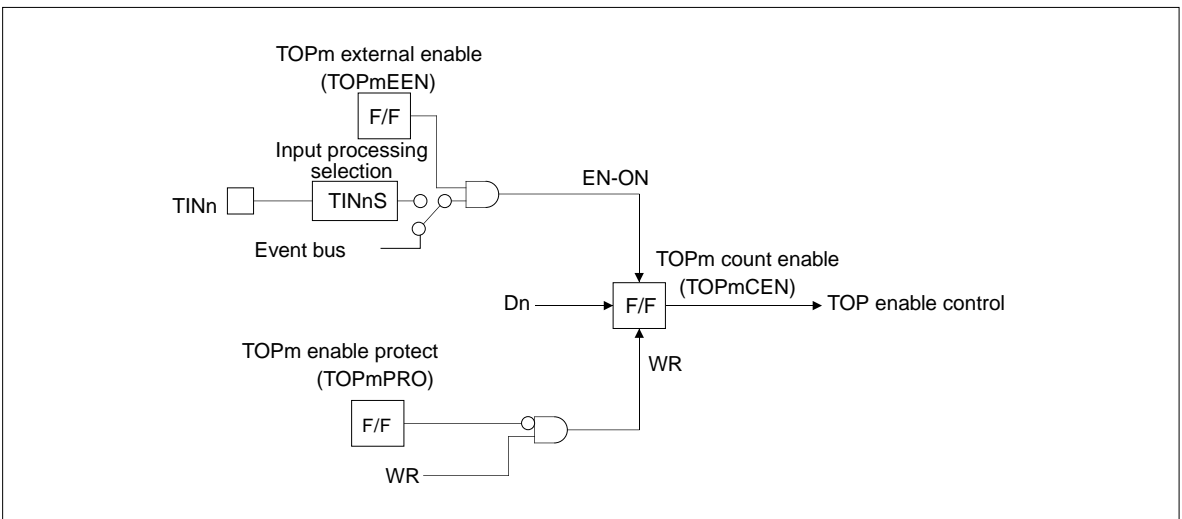 TOPm external enable
(TOPmEEN)
F/F
Input processing
selection
TINn
TINnS
EN-ON
Event bus
TOPm count enable
(TOPmCEN)
Dn
F/F
TOP enable control
TOPm enable protect
(TOPmPRO)
WR
F/F
WR